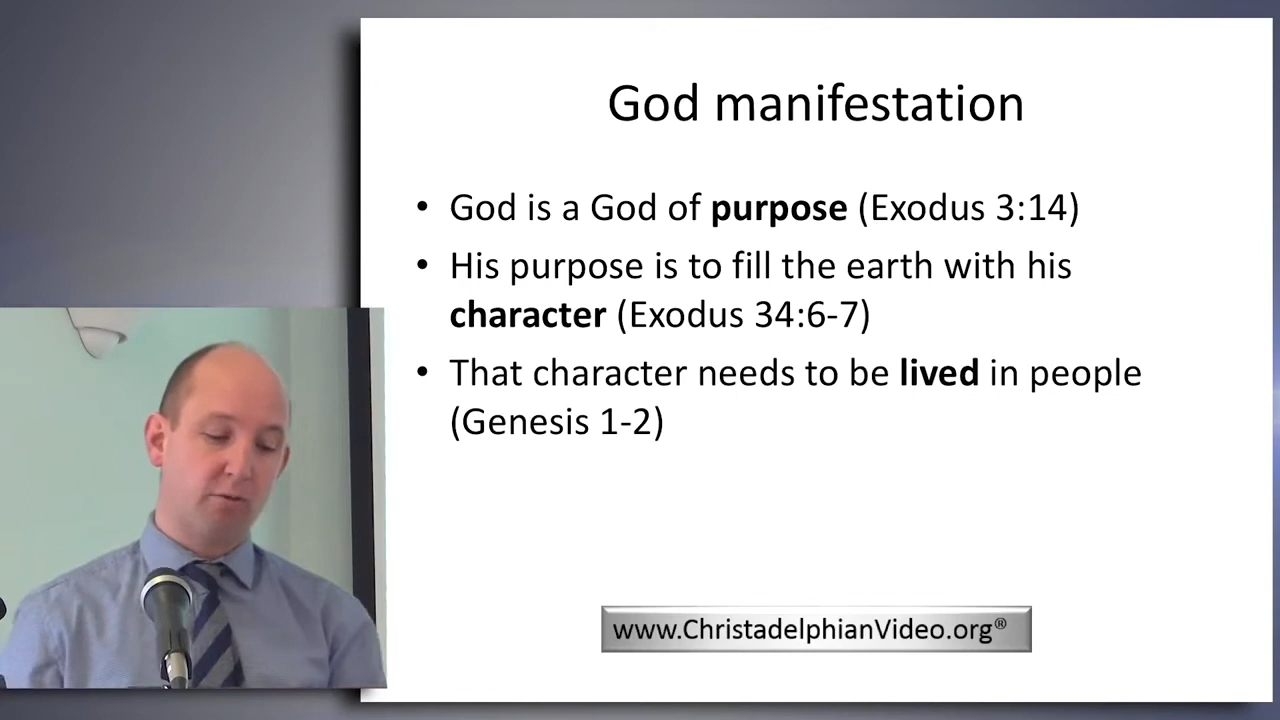 God manifestation
• God is a God of purpose (Exodus 3:14)
• His purpose is to fill the earth with his
character (Exodus 34:6-7)
• That character needs to be lived in people
(Genesis 1-2)
www.ChristadelphianVideo.org®